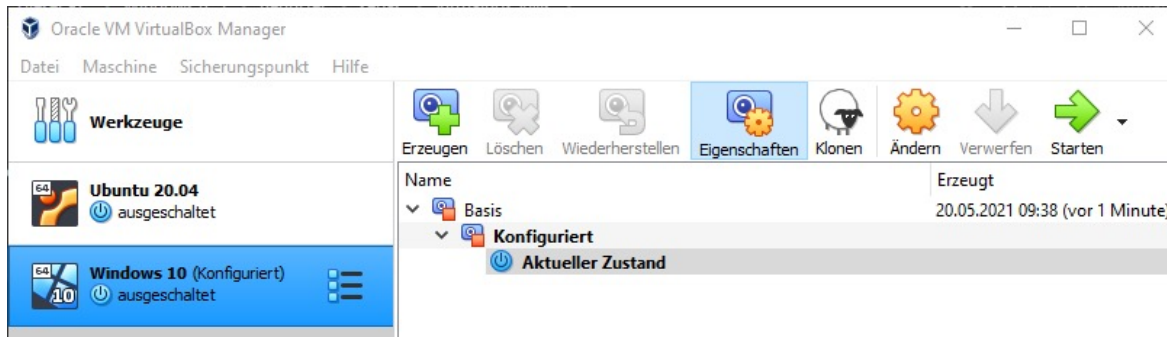 Oracle VM VirtualBox Manager
Datei Maschine Sicherungspunkt Hilfe
Werkzeuge
Erzeugen Löschen Wiederherstellen Eigenschaften Klonen Ändern Verwerfen Starten
Name Erzeugt
64 Ubuntu 20.04
ausgeschaltet
Basis 20.05.2021 09:38 (vor 1 Minute)
Konfiguriert
Aktueller Zustand
64 Windows 10 (Konfiguriert)
10 ausgeschaltet